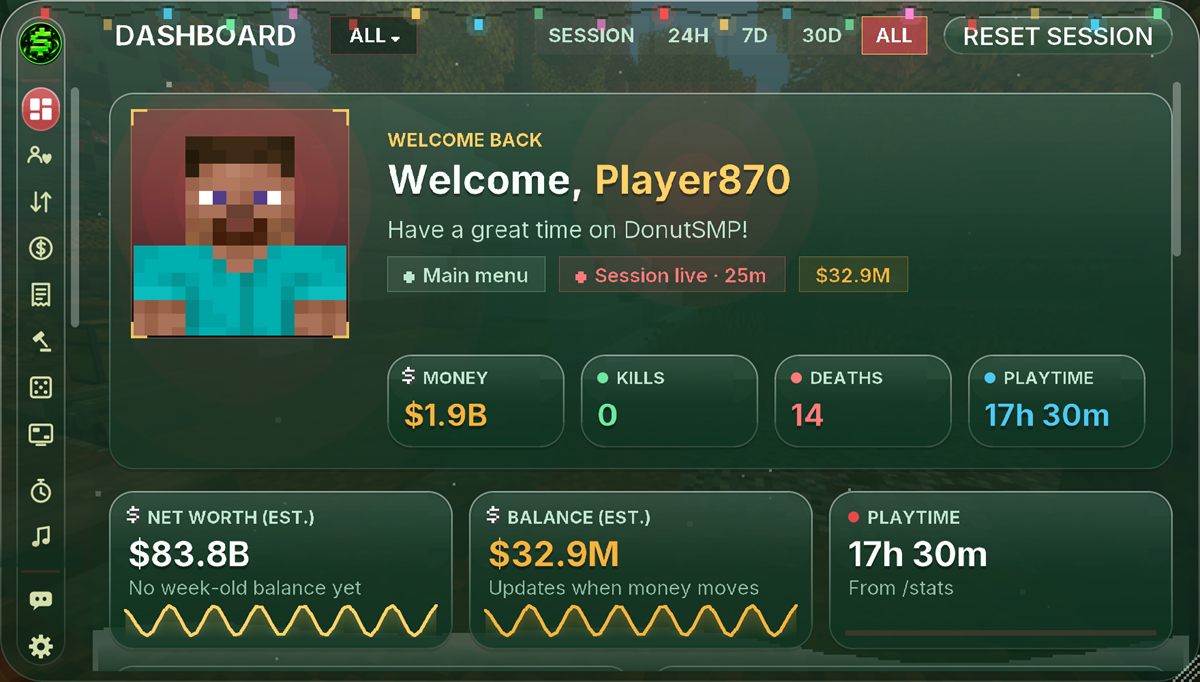 DASHBOARD
ALL
SESSION 24H 7D 30D ALL RESET SESSION
WELCOME BACK
Welcome, Player870
Have a great time on DonutSMP!
Main menu Session live · 25m $32.9M
$ MONEY KILLS DEATHS PLAYTIME
$1.9B 0 14 17h 30m
$ NET WORTH (EST.) $ BALANCE (EST.) PLAYTIME
$83.8B $32.9M 17h 30m
No week-old balance yet Updates when money moves From /stats